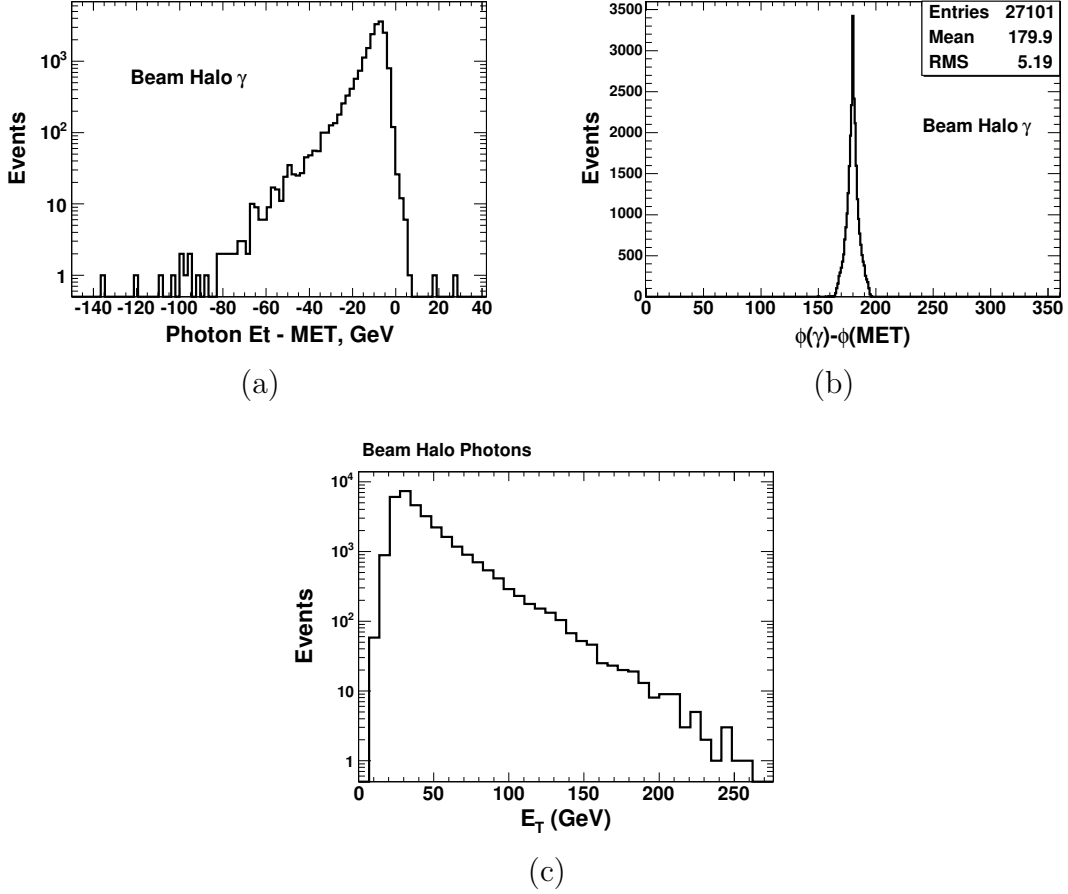 Events
10³
10²
10
1
Beam Halo γ
-140 -120 -100 -80 -60 -40 -20 0 20 40
Photon Et - MET, GeV
(a)
Events
3500
3000
2500
2000
1500
1000
500
0
Entries 27101
Mean 179.9
RMS 5.19
Beam Halo γ
0 50 100 150 200 250 300 350
ϕ(γ)-ϕ(MET)
(b)
Beam Halo Photons
Events
10⁴
10³
10²
10
1
0 50 100 150 200 250
E_T (GeV)
(c)